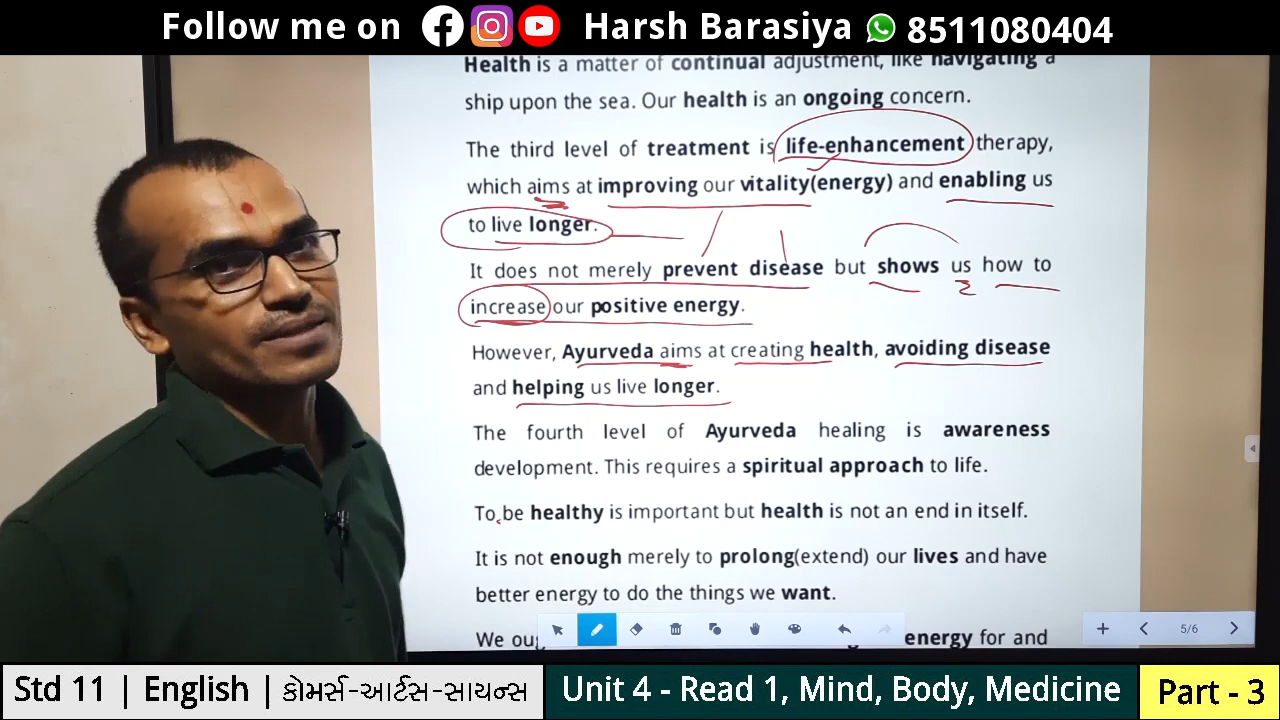 Follow me on Harsh Barasiya 8511080404
Health is a matter of continual adjustment, like navigating a
ship upon the sea. Our health is an ongoing concern.
The third level of treatment is life-enhancement therapy,
which aims at improving our vitality(energy) and enabling us
to live longer.
It does not merely prevent disease but shows us how to
increase our positive energy.
However, Ayurveda aims at creating health, avoiding disease
and helping us live longer.
The fourth level of Ayurveda healing is awareness
development. This requires a spiritual approach to life.
To be healthy is important but health is not an end in itself.
It is not enough merely to prolong(extend) our lives and have
better energy to do the things we want.
We energy for and
5/6
Std 11 | English | કોમર્સ-આર્ટસ-સાયન્સ
Unit 4 - Read 1, Mind, Body, Medicine
Part - 3